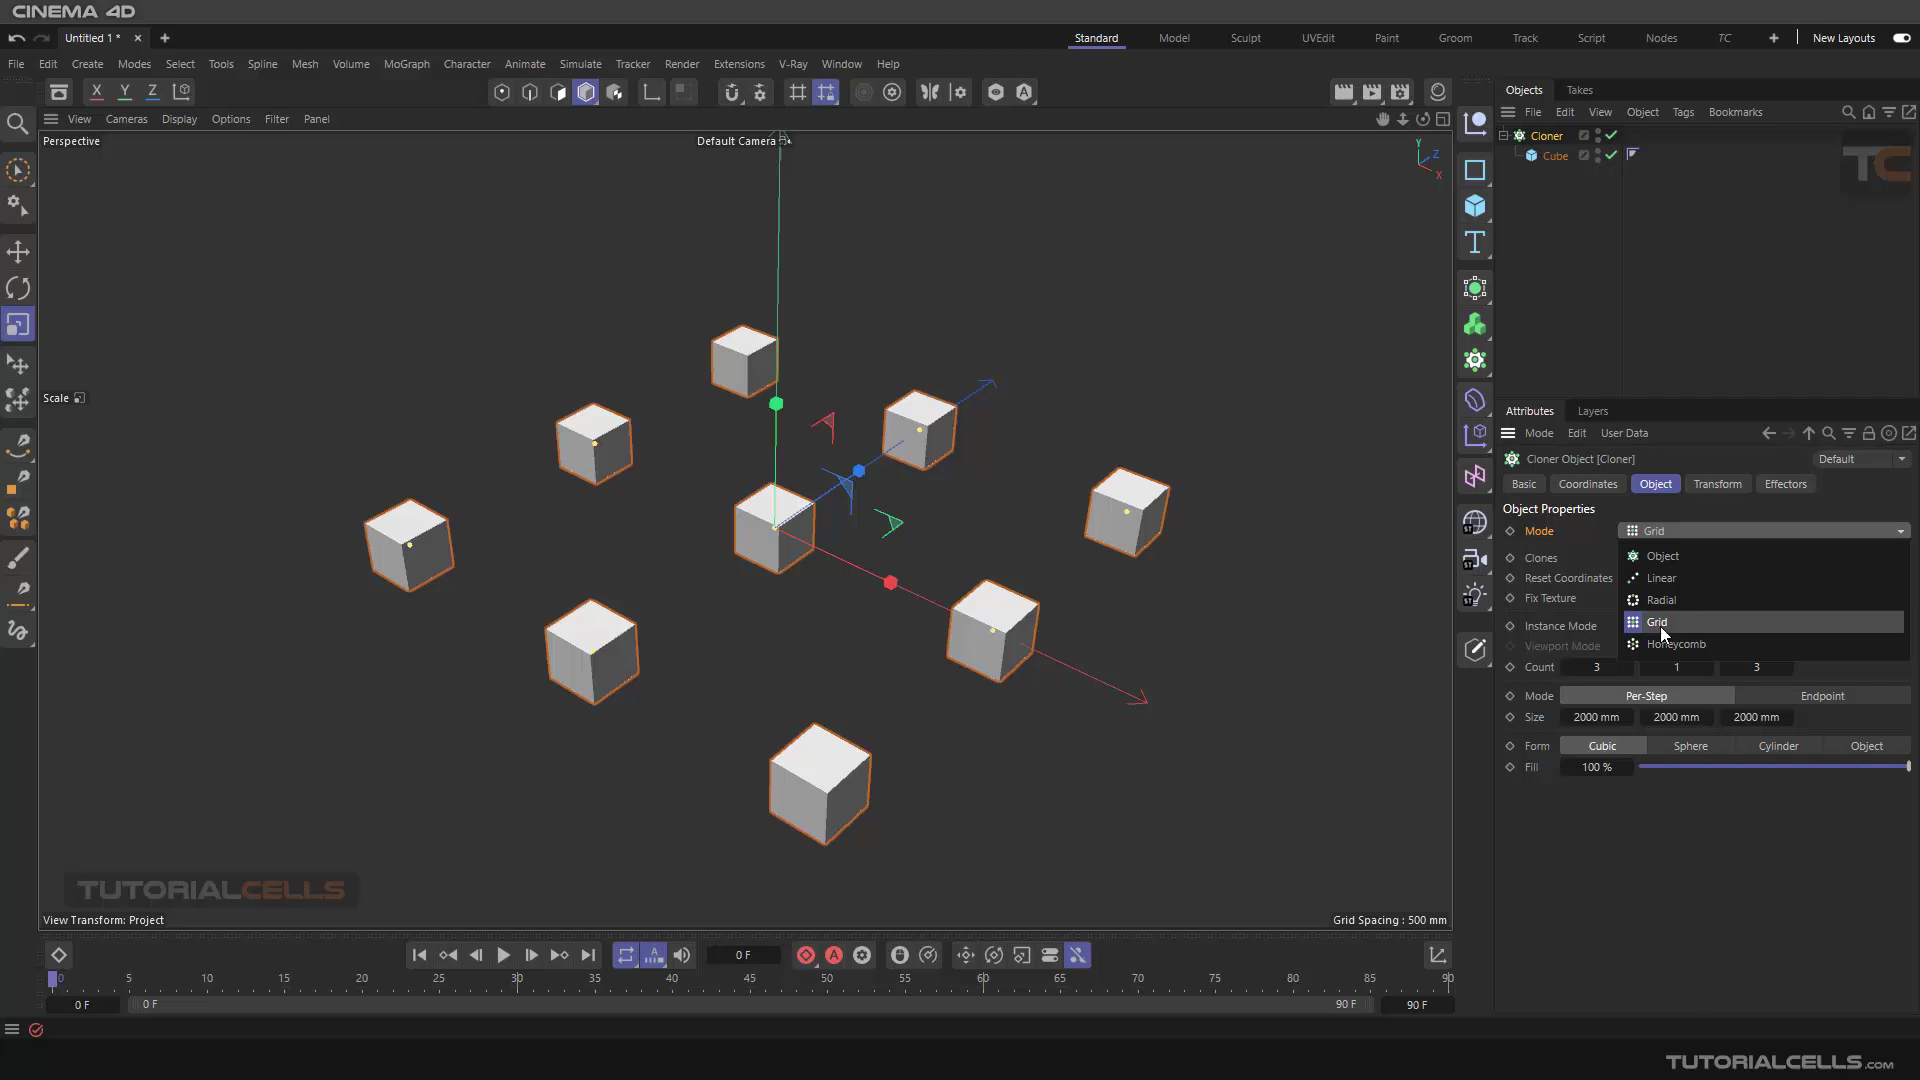 CINEMA 4D
Untitled 1 *
Standard Model Sculpt UVEdit Paint Groom Track Script Nodes TC New Layouts
File Edit Create Modes Select Tools Spline Mesh Volume MoGraph Character Animate Simulate Tracker Render Extensions V-Ray Window Help
X Y Z
View Cameras Display Options Filter Panel
Perspective
Default Camera
Y
Z
X
Scale
TUTORIALCELLS
View Transform: Project
Grid Spacing : 500 mm
Objects Takes
File Edit View Object Tags Bookmarks
Cloner
Cube
TC
Attributes Layers
Mode Edit User Data
Cloner Object [Cloner]
Default
Basic Coordinates Object Transform Effectors
Object Properties
Mode Grid
Object
Clones
Linear
Reset Coordinates
Radial
Fix Texture
Grid
Instance Mode
Honeycomb
Viewport Mode
Count 3 1 3
Mode Per-Step Endpoint
Size 2000 mm 2000 mm 2000 mm
Form Cubic Sphere Cylinder Object
Fill 100 %
0 F
0 5 10 15 20 25 30 35 40 45 50 55 60 65 70 75 80 85 90
0 F 0 F 90 F 90 F
TUTORIALCELLS.COM